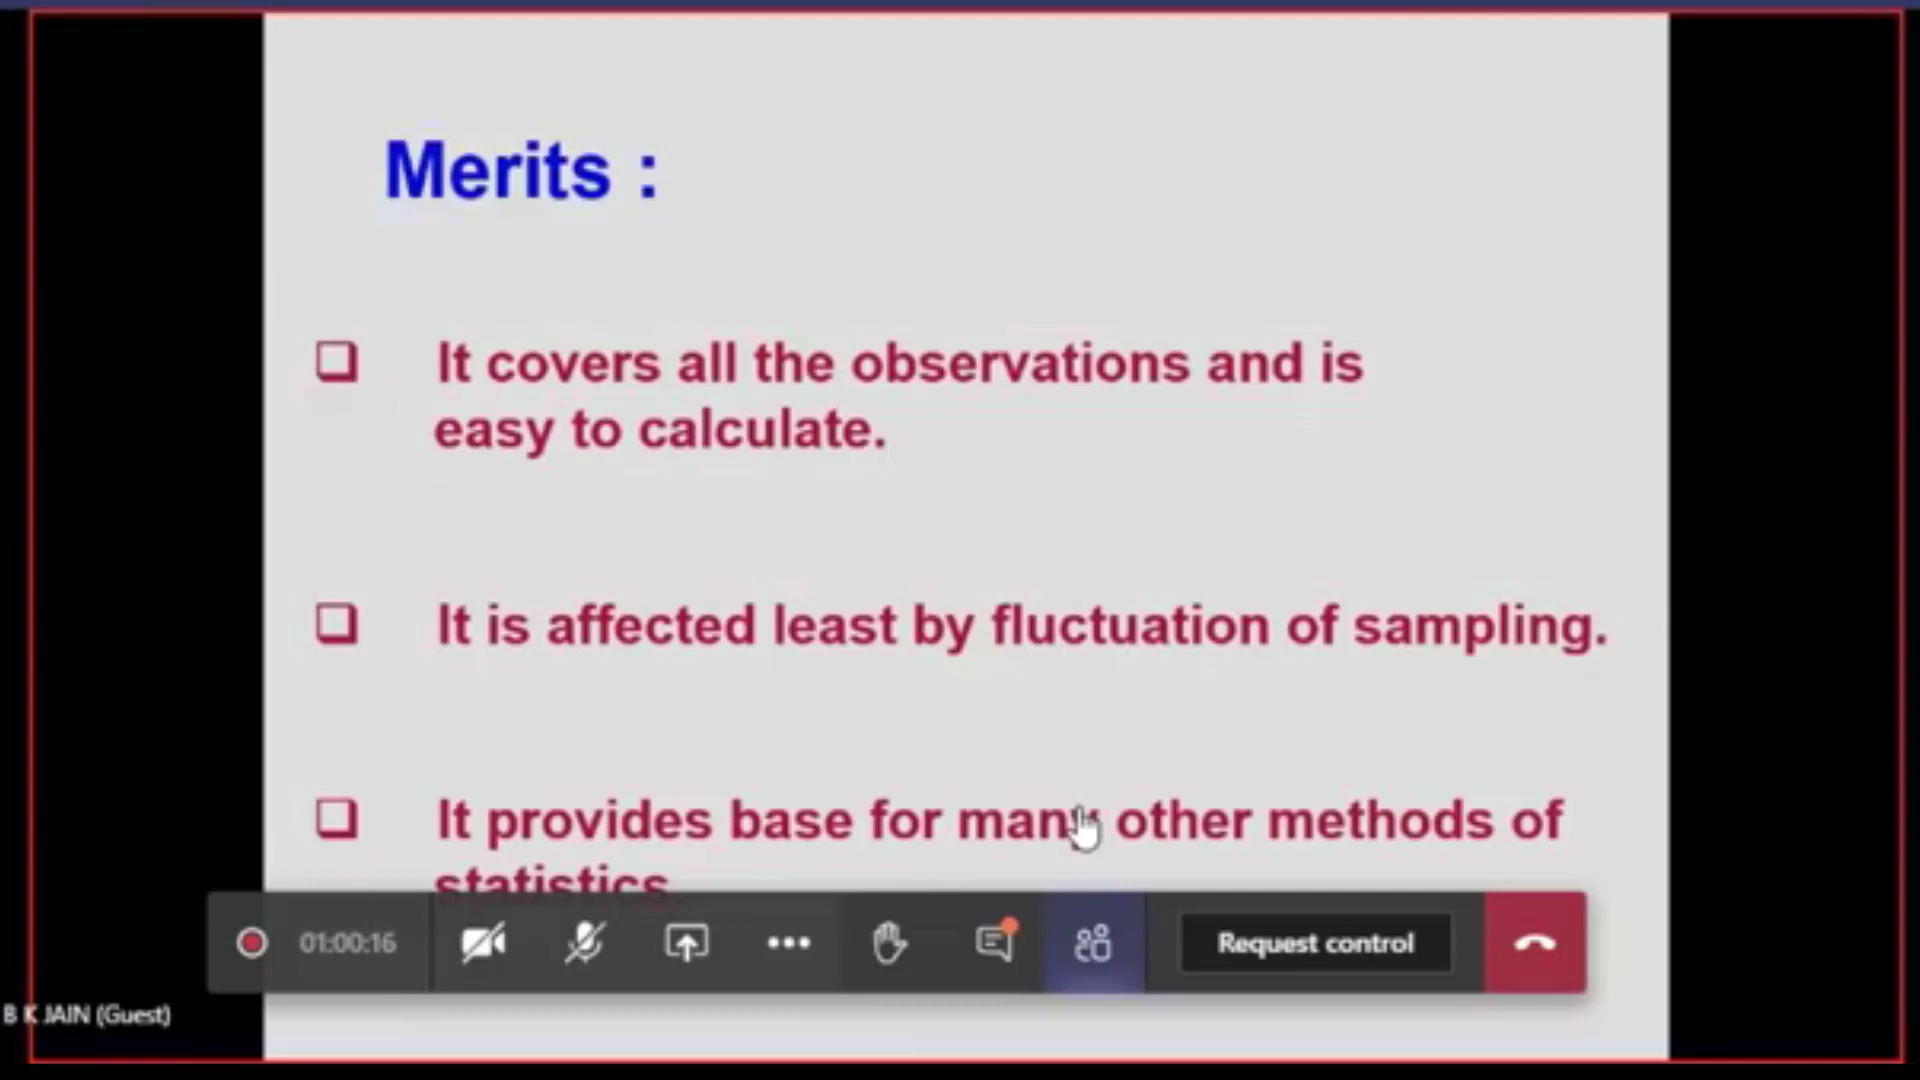 Merits :
It covers all the observations and is
easy to calculate.
It is affected least by fluctuation of sampling.
It provides base for many other methods of
statistics.
01:00:16
Request control
B K JAIN (Guest)